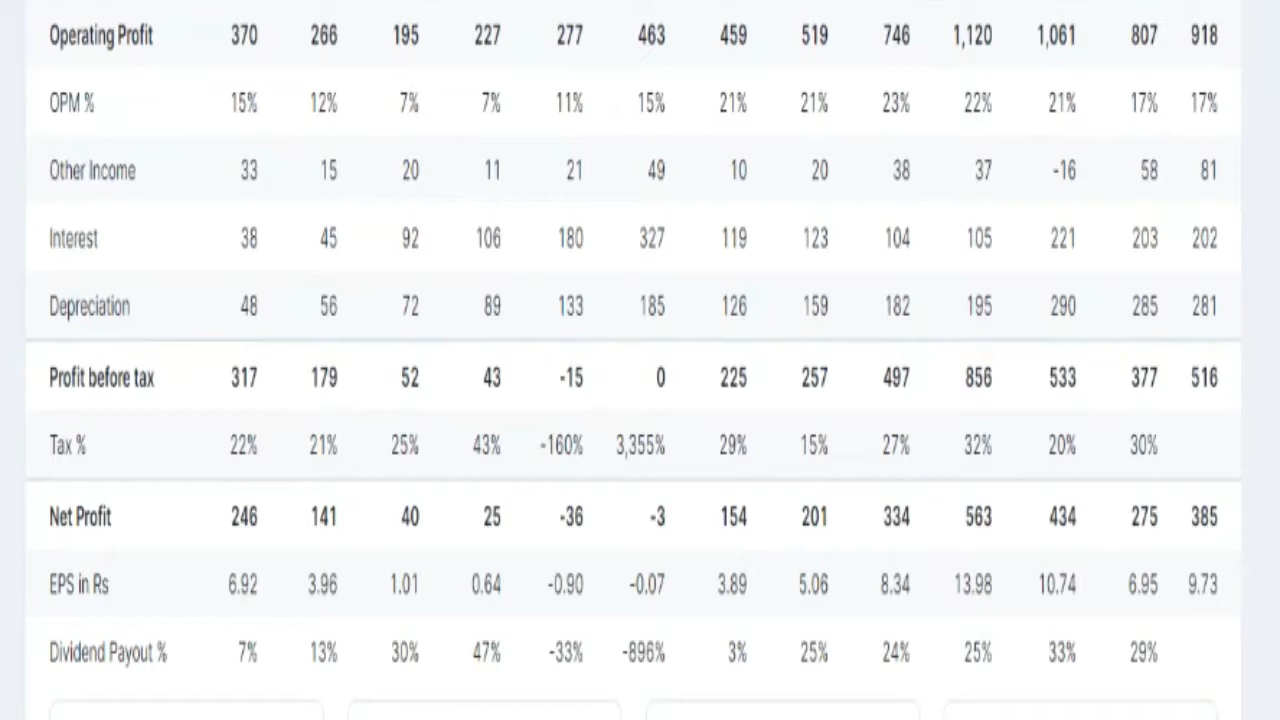 Operating Profit 370 266 195 227 277 463 459 519 746 1,120 1,061 807 918
OPM % 15% 12% 7% 7% 11% 15% 21% 21% 23% 22% 21% 17% 17%
Other Income 33 15 20 11 21 49 10 20 38 37 -16 58 81
Interest 38 45 92 106 180 327 119 123 104 105 221 203 202
Depreciation 48 56 72 89 133 185 126 159 182 195 290 285 281
Profit before tax 317 179 52 43 -15 0 225 257 497 856 533 377 516
Tax % 22% 21% 25% 43% -160% 3,355% 29% 15% 27% 32% 20% 30%
Net Profit 246 141 40 25 -36 -3 154 201 334 563 434 275 385
EPS in Rs 6.92 3.96 1.01 0.64 -0.90 -0.07 3.89 5.06 8.34 13.98 10.74 6.95 9.73
Dividend Payout % 7% 13% 30% 47% -33% -896% 3% 25% 24% 25% 33% 29%